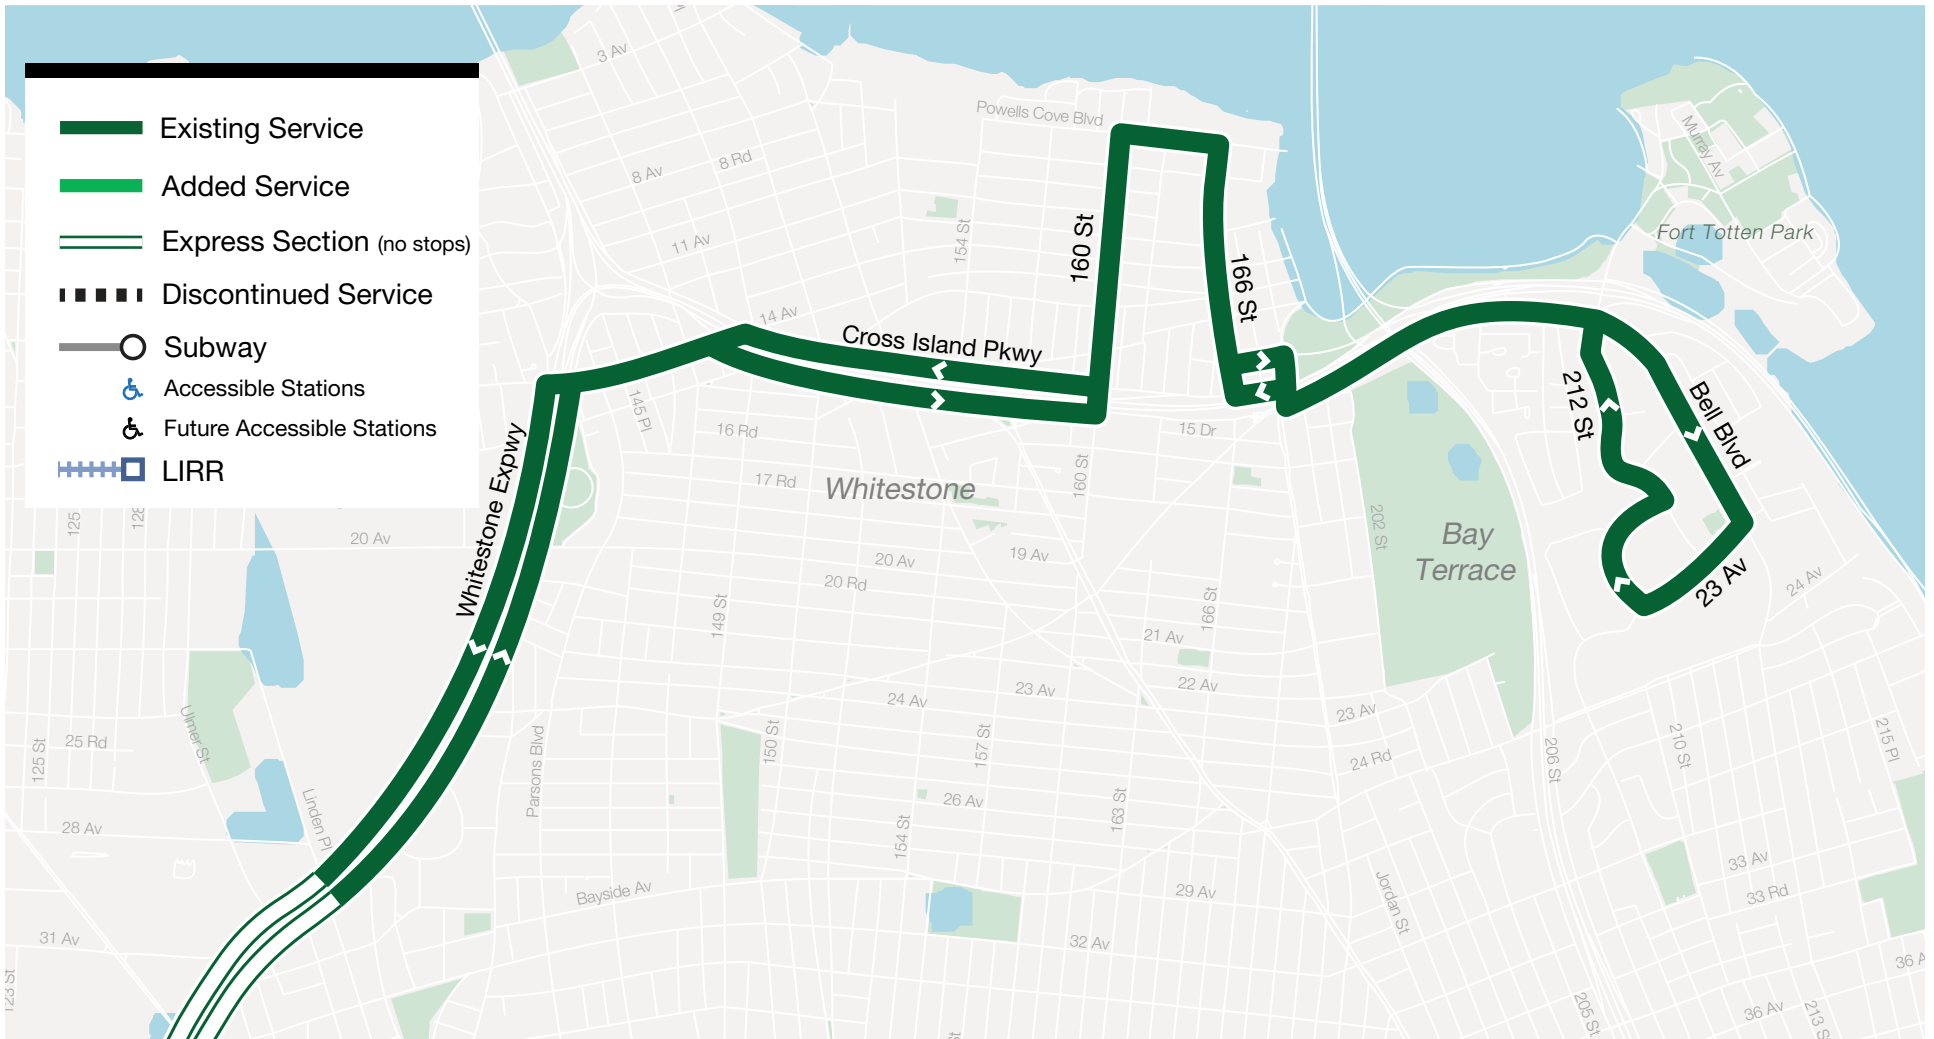 Existing Service
Added Service
Express Section (no stops)
Discontinued Service
Subway
Accessible Stations
Future Accessible Stations
LIRR
3 Av
Powells Cove Blvd
8 Rd
8 Av
11 Av
154 St
160 St
166 St
14 Av
Cross Island Pkwy
Murray Av
Fort Totten Park
212 St
Bell Blvd
23 Av
24 Av
Whitestone Expwy
145 Pl
16 Rd
17 Rd
Whitestone
160 St
15 Dr
202 St
Bay
Terrace
125
128
20 Av
20 Av
19 Av
20 Rd
149 St
166 St
21 Av
22 Av
23 Av
24 Av
23 Av
24 Rd
Ulmer St
25 Rd
125 St
Linden Pl
28 Av
31 Av
123 St
Parsons Blvd
150 St
157 St
26 Av
163 St
154 St
Bayside Av
29 Av
32 Av
Jordan St
206 St
210 St
215 Pl
33 Av
33 Rd
36 A
36 Av
205 St
213 S
st